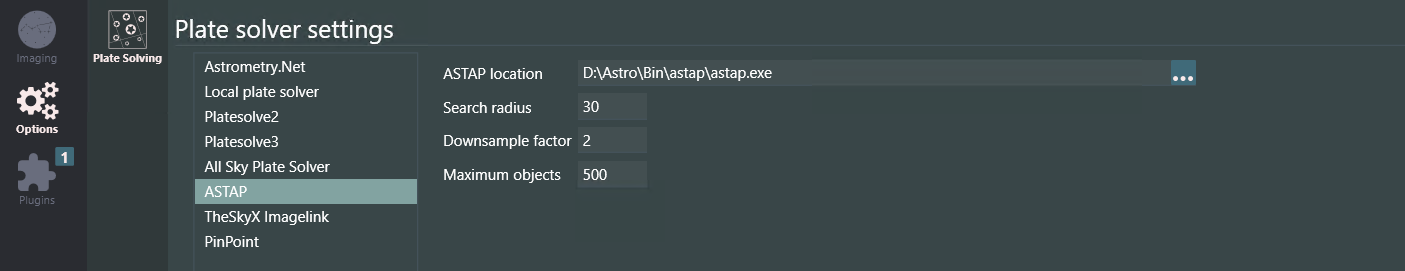 Imaging
Options
1
Plugins
Plate Solving
Plate solver settings
Astrometry.Net
Local plate solver
Platesolve2
Platesolve3
All Sky Plate Solver
ASTAP
TheSkyX Imagelink
PinPoint
ASTAP location D:\Astro\Bin\astap\astap.exe ...
Search radius 30
Downsample factor 2
Maximum objects 500